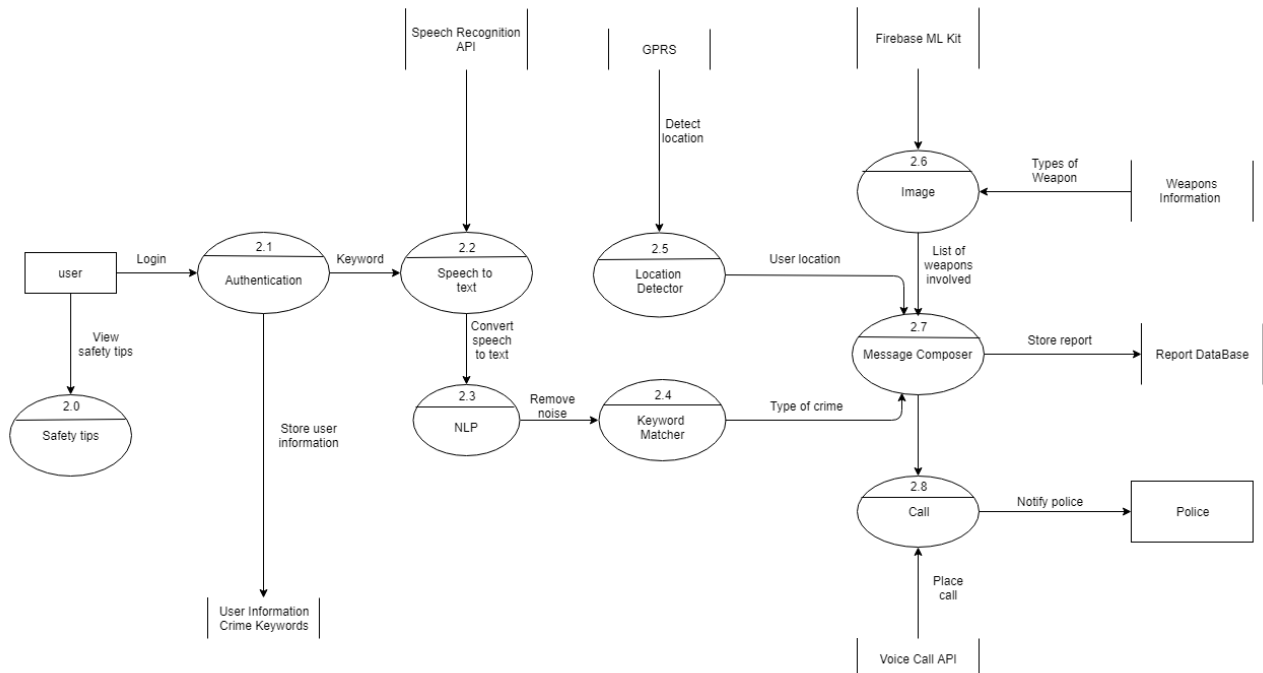 Speech Recognition
API
GPRS
Firebase ML Kit
Detect
location
2.6
Image
Types of
Weapon
Weapons
Information
user
Login
2.1
Authentication
Keyword
2.2
Speech to
text
2.5
Location
Detector
User location
List of
weapons
involved
View
safety tips
Convert
speech
to text
2.7
Message Composer
Store report
Report DataBase
2.0
Safety tips
Store user
information
2.3
NLP
Remove
noise
2.4
Keyword
Matcher
Type of crime
2.8
Call
Notify police
Police
Place
call
User Information
Crime Keywords
Voice Call API